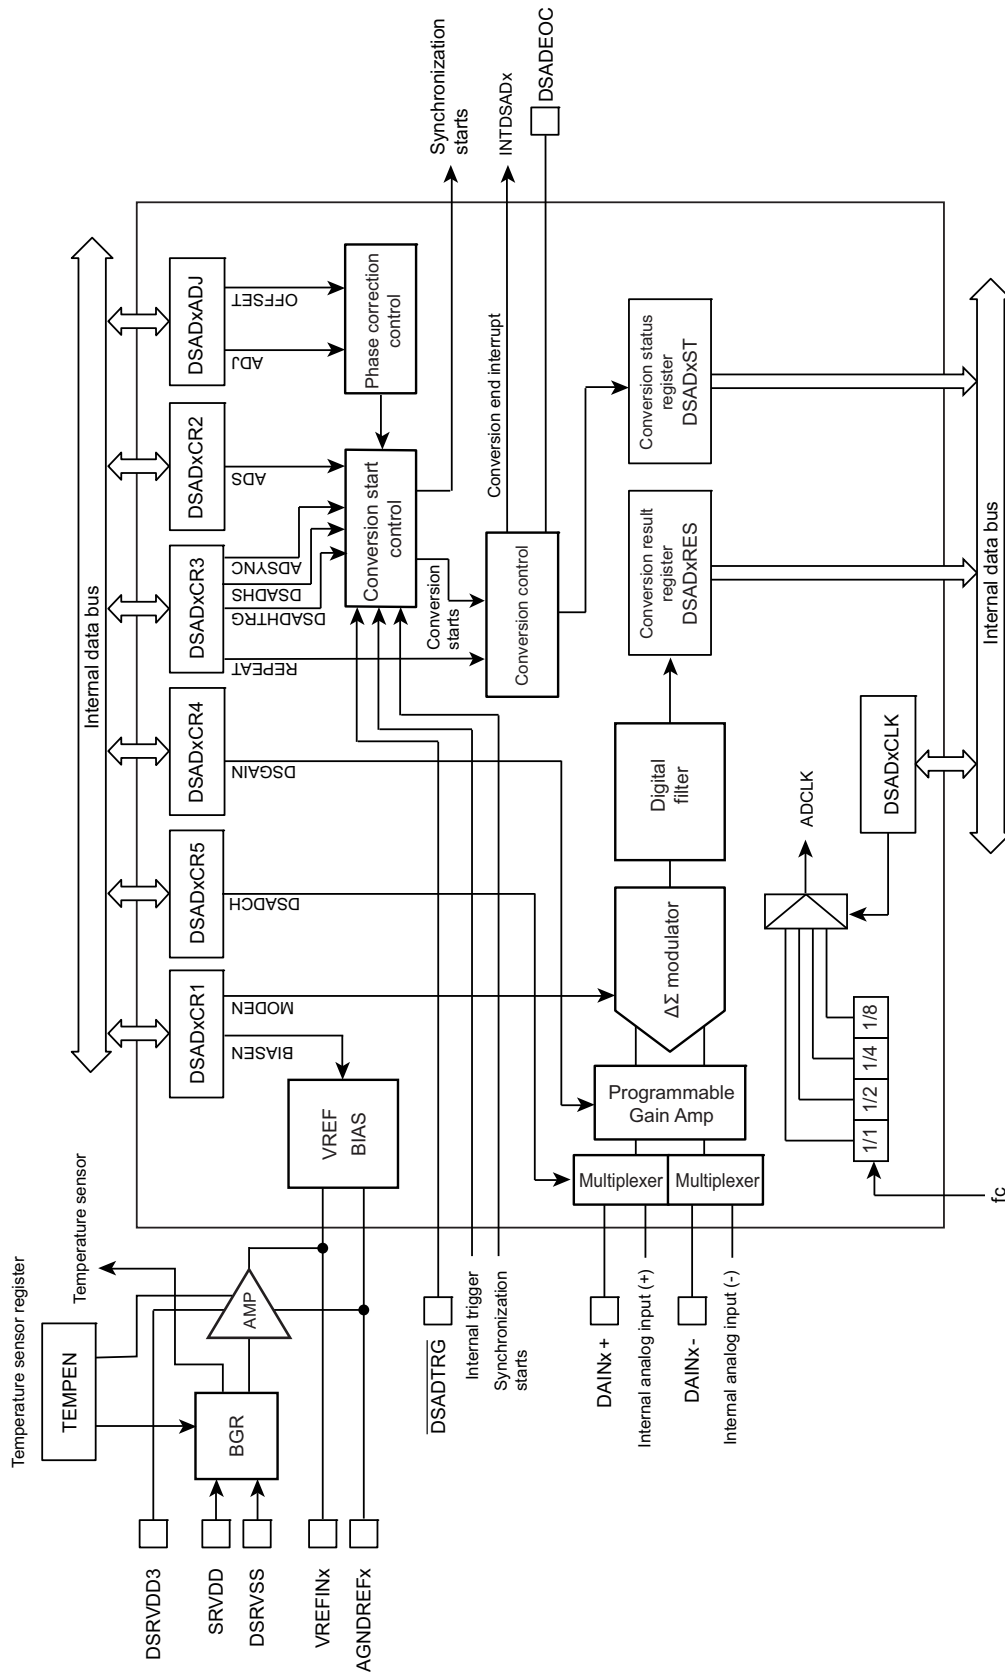 Temperature sensor register
TEMPEN
Temperature sensor
DSRVDD3
SRVDD
DSRVSS
VREFINx
AGNDREFx
BGR
AMP
Internal data bus
DSADxCR1
DSADxCR5
DSADxCR4
DSADxCR3
DSADxCR2
DSADxADJ
BIASEN
MODEN
DSADCH
DSGAIN
REPEAT
DSADHTRG
DSADHS
ADSYNC
ADS
ADJ
OFFSET
VREF
BIAS
Conversion start
control
Phase correction
control
Synchronization
starts
DSADTRG
Internal trigger
Synchronization
starts
Conversion
starts
Conversion control
Conversion end interrupt
INTDSADx
DSADEOC
DAINx +
Internal analog input (+)
DAINx -
Internal analog input (-)
Multiplexer
Multiplexer
Programmable
Gain Amp
ΔΣ modulator
Digital
filter
Conversion result
register
DSADxRES
Conversion status
register
DSADxST
fc
1/1
1/2
1/4
1/8
ADCLK
DSADxCLK
Internal data bus